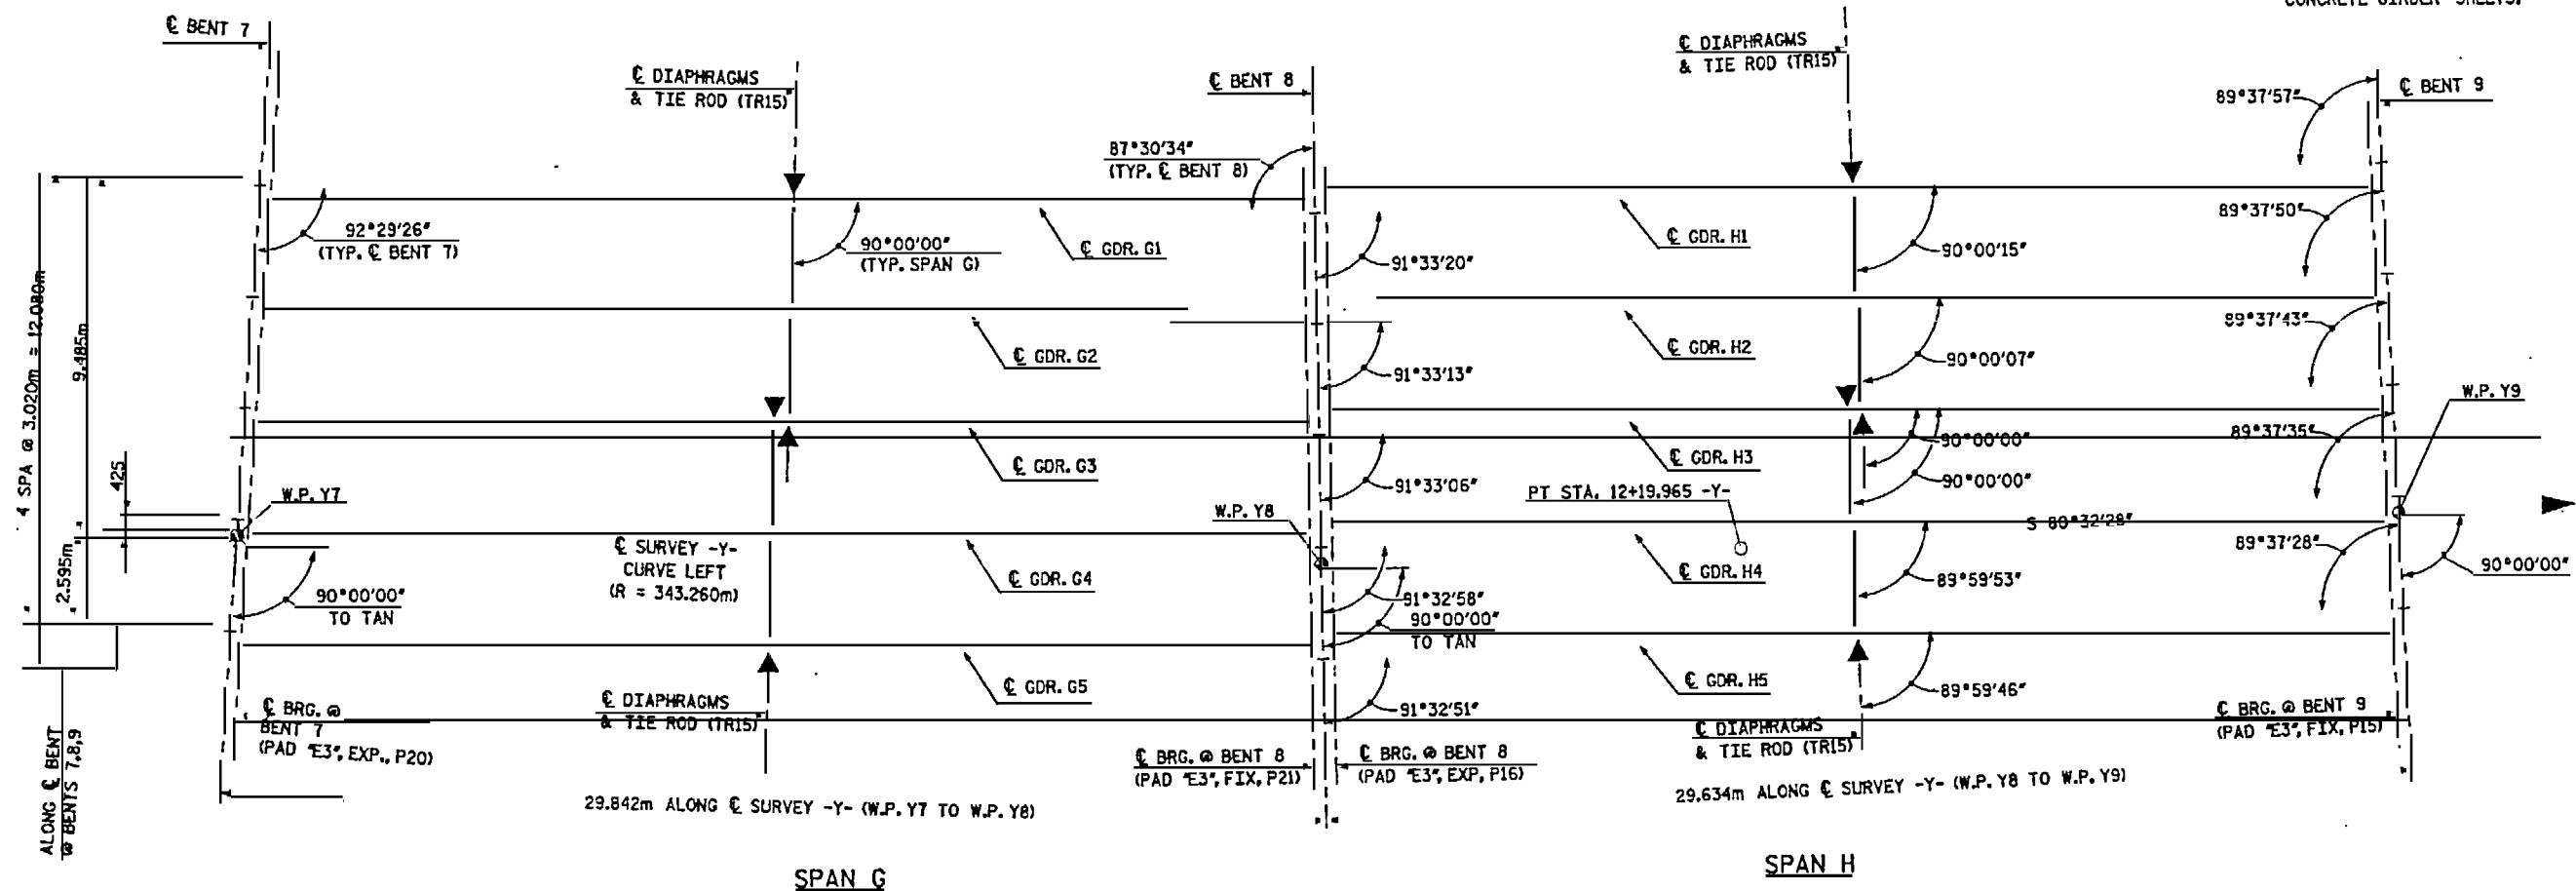 CONCRETE GIRDER SHEETS.
℄ BENT 7
℄ DIAPHRAGMS
& TIE ROD (TR15)
℄ BENT 8
℄ DIAPHRAGMS
& TIE ROD (TR15)
℄ BENT 9
89°37'57"
87°30'34"
(TYP. ℄ BENT 8)
92°29'26"
(TYP. ℄ BENT 7)
90°00'00"
(TYP. SPAN G)
℄ GDR. G1
91°33'20"
℄ GDR. H1
90°00'15"
89°37'50"
4 SPA @ 3.020m = 12.080m
9.485m
℄ GDR. G2
91°33'13"
℄ GDR. H2
90°00'07"
89°37'43"
W.P. Y9
425
W.P. Y7
℄ GDR. G3
91°33'06"
℄ GDR. H3
90°00'00"
90°00'00"
89°37'35"
2.595m
W.P. Y8
PT STA. 12+19.965 -Y-
S 80°32'28"
℄ SURVEY -Y-
CURVE LEFT
(R = 343.260m)
90°00'00"
TO TAN
℄ GDR. G4
91°32'58"
90°00'00"
TO TAN
℄ GDR. H4
89°59'53"
89°37'28"
90°00'00"
℄ GDR. G5
91°32'51"
℄ GDR. H5
89°59'46"
℄ BRG. @
BENT 7
(PAD "E3", EXP., P20)
℄ DIAPHRAGMS
& TIE ROD (TR15)
℄ BRG. @ BENT 8
(PAD "E3", FIX, P21)
℄ BRG. @ BENT 8
(PAD "E3", EXP, P16)
℄ DIAPHRAGMS
& TIE ROD (TR15)
℄ BRG. @ BENT 9
(PAD "E3", FIX, P15)
ALONG ℄ BENT
@ BENTS 7,8,9
29.842m ALONG ℄ SURVEY -Y- (W.P. Y7 TO W.P. Y8)
29.634m ALONG ℄ SURVEY -Y- (W.P. Y8 TO W.P. Y9)
SPAN G
SPAN H